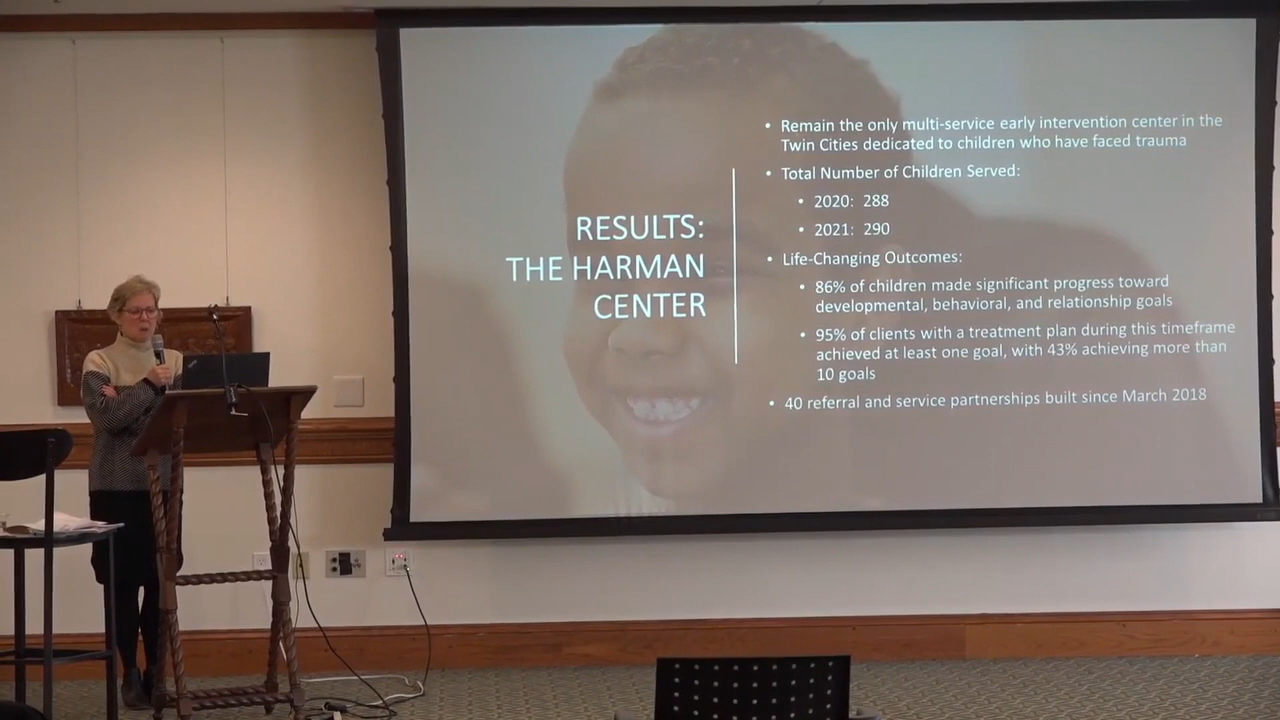 RESULTS:
THE HARMAN
CENTER
• Remain the only multi-service early intervention center in the
Twin Cities dedicated to children who have faced trauma
• Total Number of Children Served:
• 2020: 288
• 2021: 290
• Life-Changing Outcomes:
• 86% of children made significant progress toward
developmental, behavioral, and relationship goals
• 95% of clients with a treatment plan during this timeframe
achieved at least one goal, with 43% achieving more than
10 goals
• 40 referral and service partnerships built since March 2018